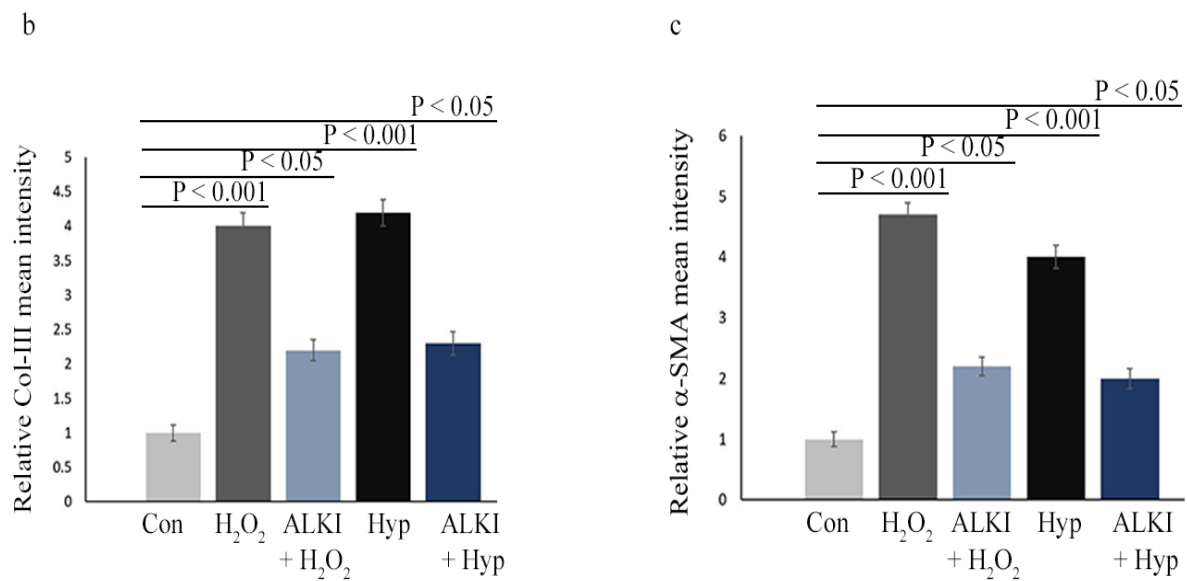 b
P < 0.05
P < 0.001
P < 0.05
P < 0.001
Relative Col-III mean intensity
5
4.5
4
3.5
3
2.5
2
1.5
1
0.5
0
Con
H₂O₂
ALKI
+ H₂O₂
Hyp
ALKI
+ Hyp
c
P < 0.05
P < 0.001
P < 0.05
P < 0.001
Relative α-SMA mean intensity
6
5
4
3
2
1
0
Con
H₂O₂
ALKI
+ H₂O₂
Hyp
ALKI
+ Hyp